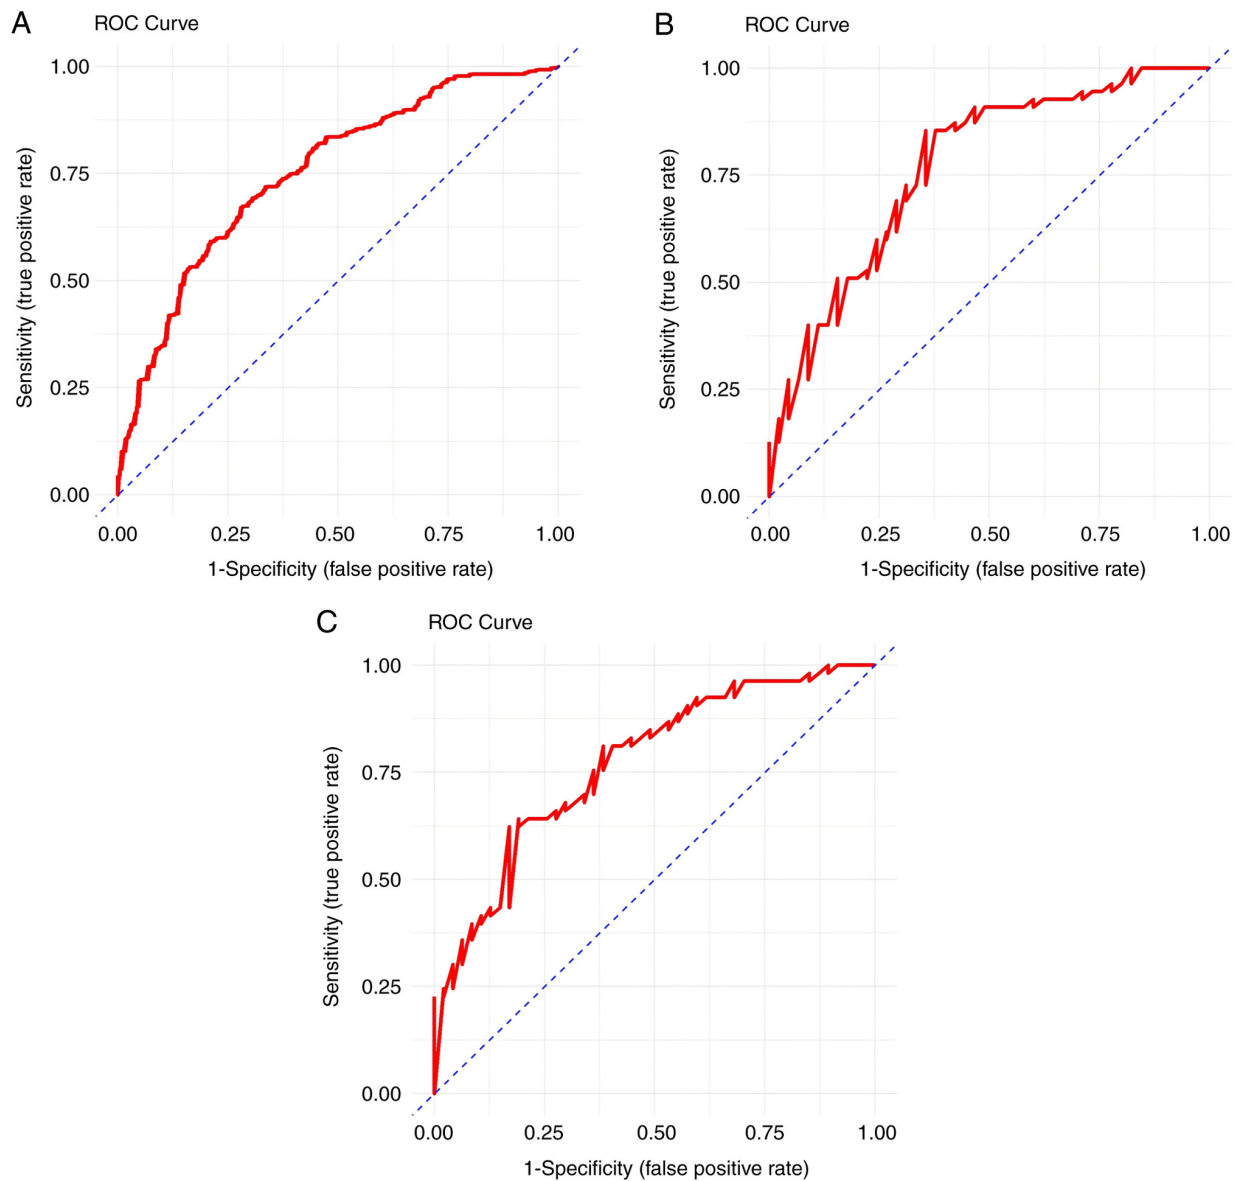 A
ROC Curve
Sensitivity (true positive rate)
1.00
0.75
0.50
0.25
0.00
0.00 0.25 0.50 0.75 1.00
1-Specificity (false positive rate)
B
ROC Curve
Sensitivity (true positive rate)
1.00
0.75
0.50
0.25
0.00
0.00 0.25 0.50 0.75 1.00
1-Specificity (false positive rate)
C
ROC Curve
Sensitivity (true positive rate)
1.00
0.75
0.50
0.25
0.00
0.00 0.25 0.50 0.75 1.00
1-Specificity (false positive rate)